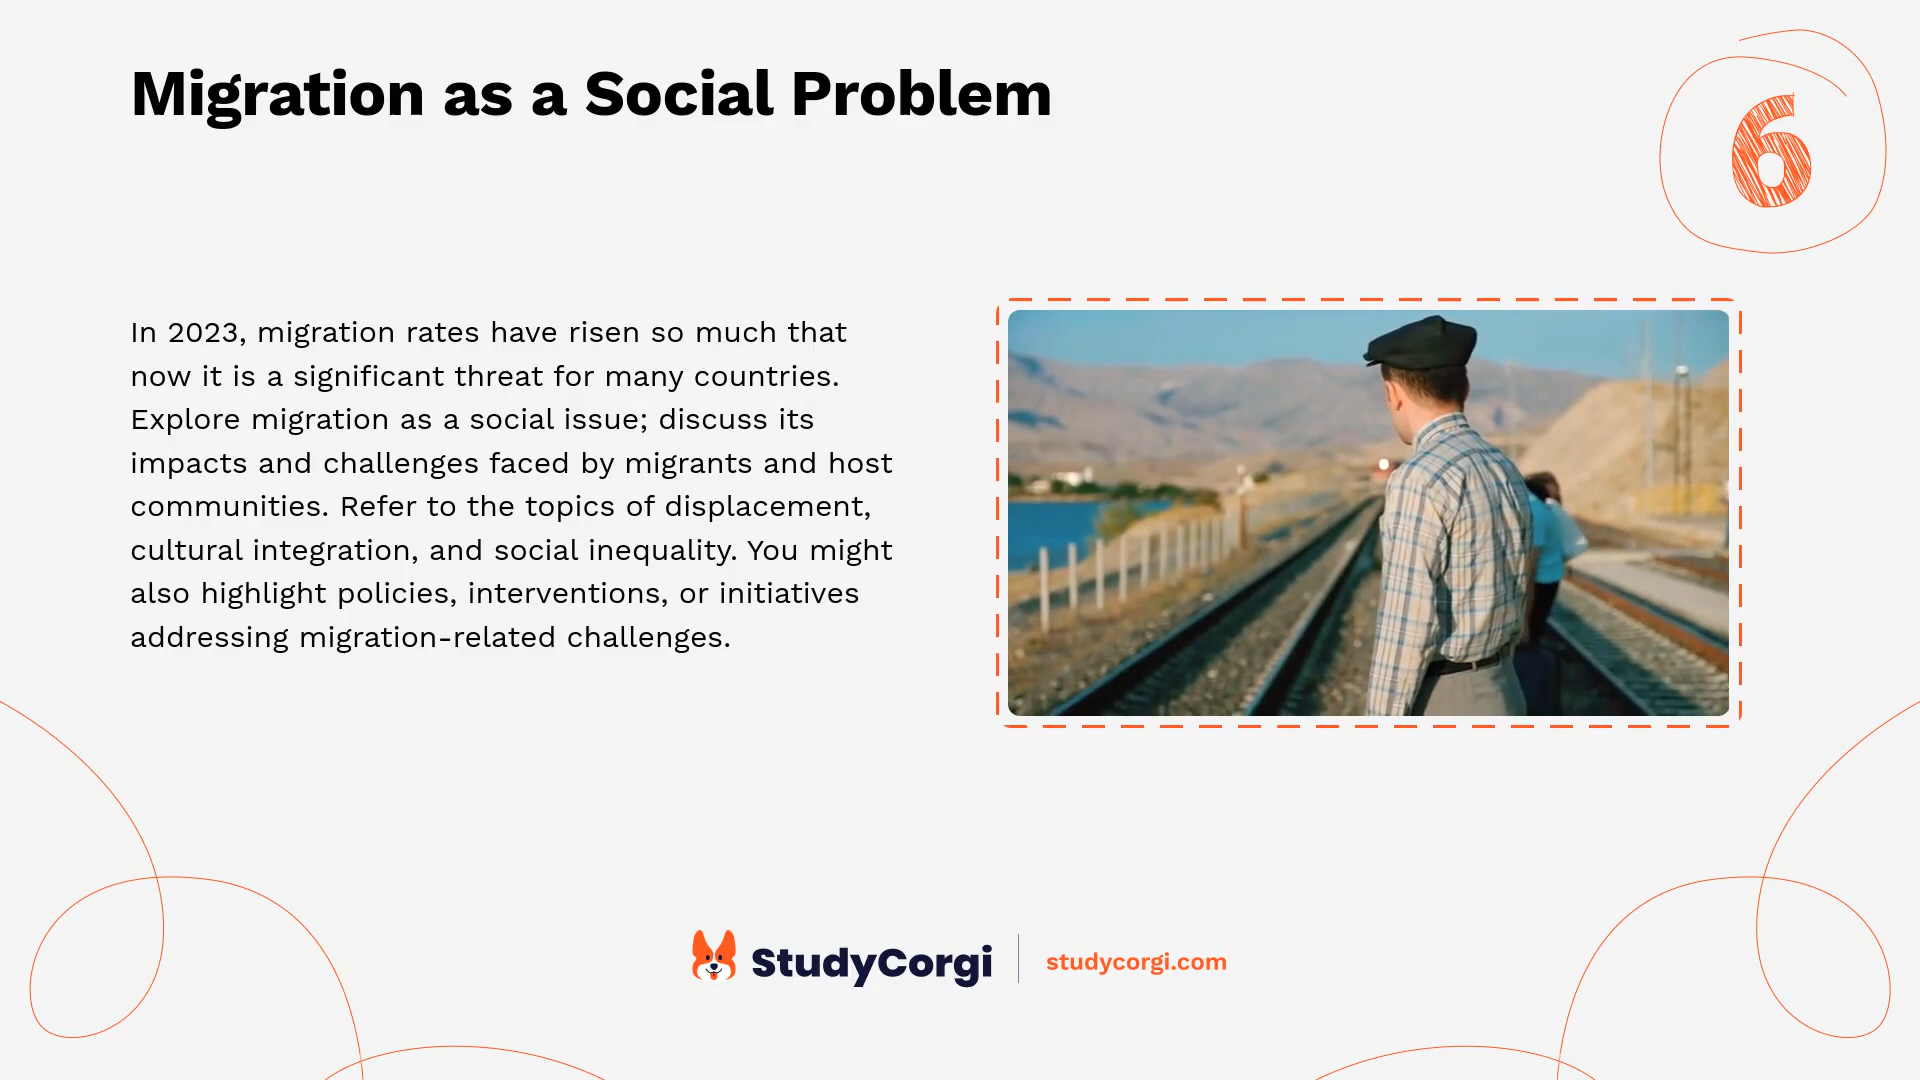 Migration as a Social Problem
6
In 2023, migration rates have risen so much that
now it is a significant threat for many countries.
Explore migration as a social issue; discuss its
impacts and challenges faced by migrants and host
communities. Refer to the topics of displacement,
cultural integration, and social inequality. You might
also highlight policies, interventions, or initiatives
addressing migration-related challenges.
StudyCorgi
studycorgi.com